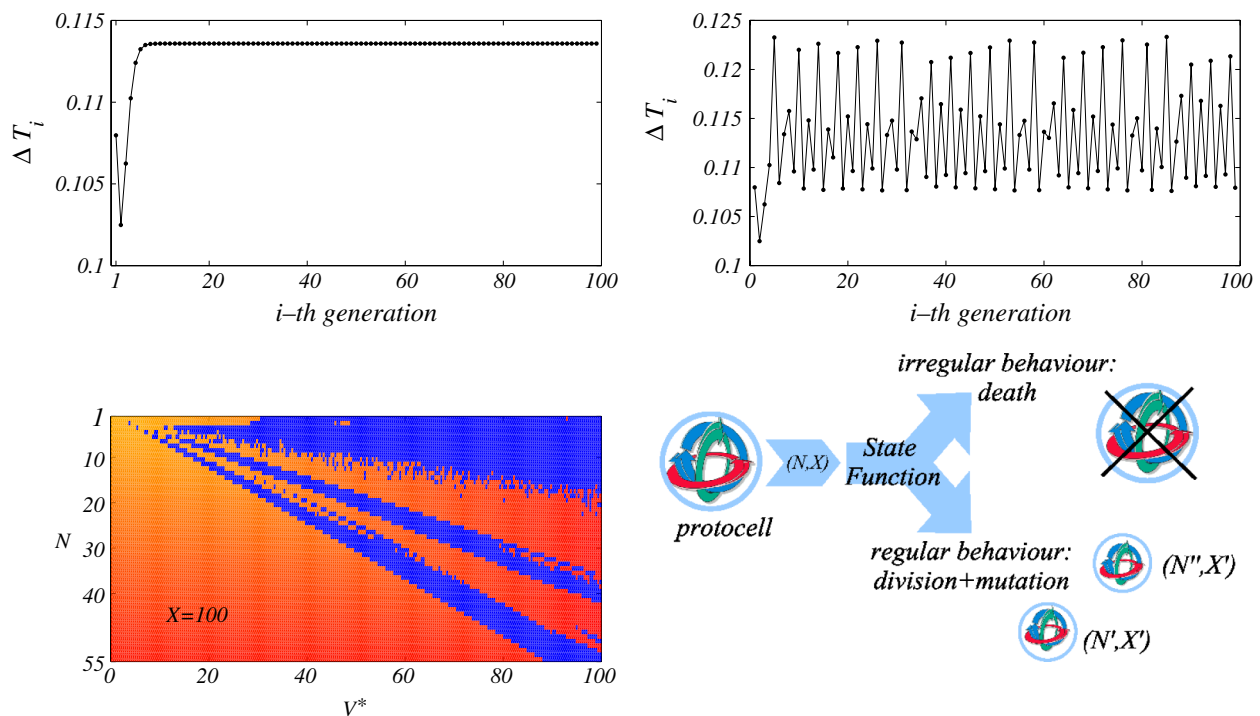 0.115
0.11
0.105
0.1
Δ T i
1 20 40 60 80 100
i–th generation
0.125
0.12
0.115
0.11
0.105
0.1
Δ T i
0 20 40 60 80 100
i–th generation
1
10
20
30
40
55
N
X=100
0 20 40 60 80 100
V*
irregular behaviour:
death
(N,X)
State
Function
protocell
regular behaviour:
division+mutation
(N'',X')
(N',X')